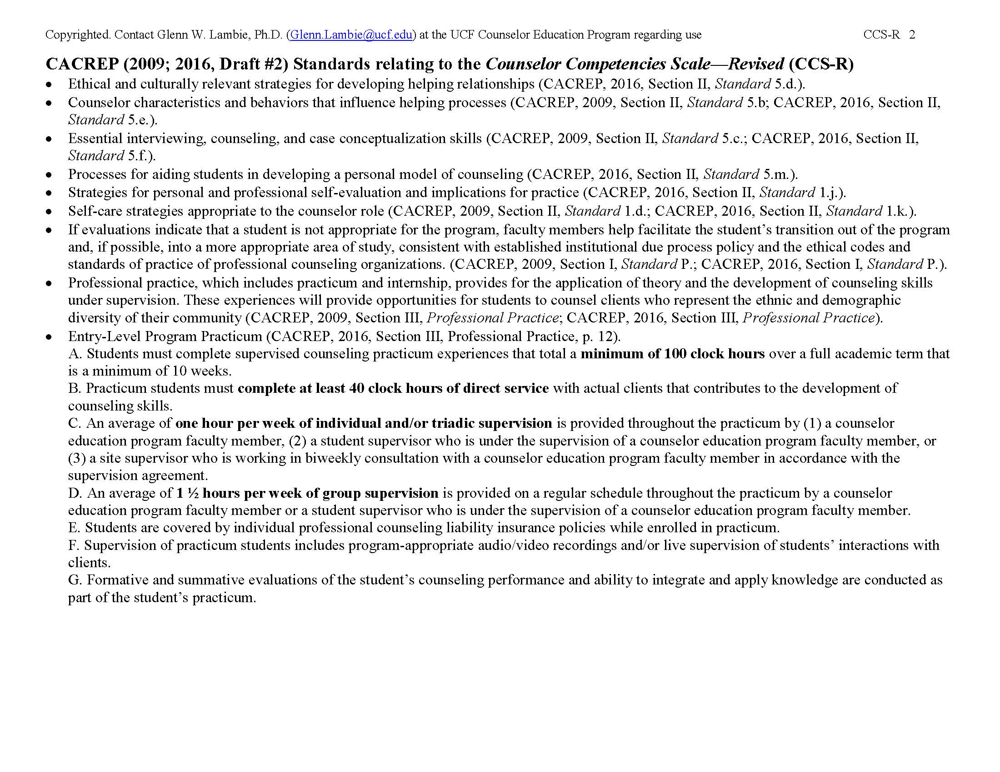 Copyrighted. Contact Glenn W. Lambie, Ph.D. (Glenn.Lambie@ucf.edu) at the UCF Counselor Education Program regarding use CCS-R 2
CACREP (2009; 2016, Draft #2) Standards relating to the Counselor Competencies Scale—Revised (CCS-R)
• Ethical and culturally relevant strategies for developing helping relationships (CACREP, 2016, Section II, Standard 5.d.).
• Counselor characteristics and behaviors that influence helping processes (CACREP, 2009, Section II, Standard 5.b; CACREP, 2016, Section II,
Standard 5.e.).
• Essential interviewing, counseling, and case conceptualization skills (CACREP, 2009, Section II, Standard 5.c.; CACREP, 2016, Section II,
Standard 5.f.).
• Processes for aiding students in developing a personal model of counseling (CACREP, 2016, Section II, Standard 5.m.).
• Strategies for personal and professional self-evaluation and implications for practice (CACREP, 2016, Section II, Standard 1.j.).
• Self-care strategies appropriate to the counselor role (CACREP, 2009, Section II, Standard 1.d.; CACREP, 2016, Section II, Standard 1.k.).
• If evaluations indicate that a student is not appropriate for the program, faculty members help facilitate the student’s transition out of the program
and, if possible, into a more appropriate area of study, consistent with established institutional due process policy and the ethical codes and
standards of practice of professional counseling organizations. (CACREP, 2009, Section I, Standard P.; CACREP, 2016, Section I, Standard P.).
• Professional practice, which includes practicum and internship, provides for the application of theory and the development of counseling skills
under supervision. These experiences will provide opportunities for students to counsel clients who represent the ethnic and demographic
diversity of their community (CACREP, 2009, Section III, Professional Practice; CACREP, 2016, Section III, Professional Practice).
• Entry-Level Program Practicum (CACREP, 2016, Section III, Professional Practice, p. 12).
A. Students must complete supervised counseling practicum experiences that total a minimum of 100 clock hours over a full academic term that
is a minimum of 10 weeks.
B. Practicum students must complete at least 40 clock hours of direct service with actual clients that contributes to the development of
counseling skills.
C. An average of one hour per week of individual and/or triadic supervision is provided throughout the practicum by (1) a counselor
education program faculty member, (2) a student supervisor who is under the supervision of a counselor education program faculty member, or
(3) a site supervisor who is working in biweekly consultation with a counselor education program faculty member in accordance with the
supervision agreement.
D. An average of 1 ½ hours per week of group supervision is provided on a regular schedule throughout the practicum by a counselor
education program faculty member or a student supervisor who is under the supervision of a counselor education program faculty member.
E. Students are covered by individual professional counseling liability insurance policies while enrolled in practicum.
F. Supervision of practicum students includes program-appropriate audio/video recordings and/or live supervision of students’ interactions with
clients.
G. Formative and summative evaluations of the student’s counseling performance and ability to integrate and apply knowledge are conducted as
part of the student’s practicum.